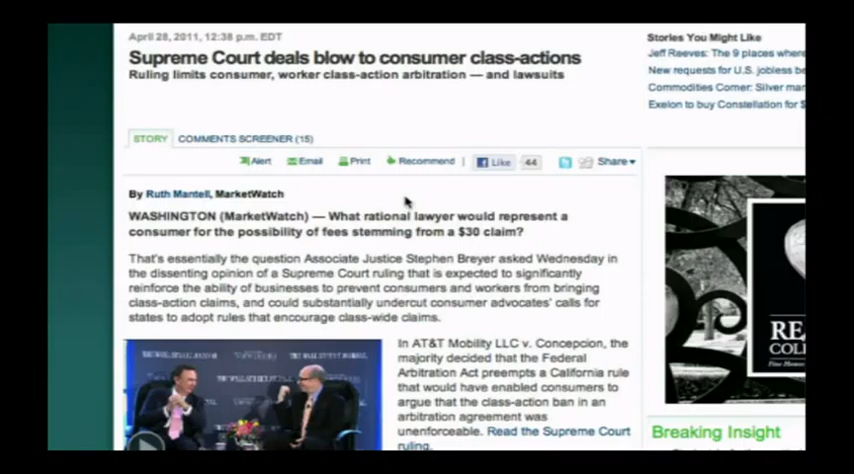 April 28, 2011, 12:38 p.m. EDT
Supreme Court deals blow to consumer class-actions
Ruling limits consumer, worker class-action arbitration — and lawsuits
STORY
COMMENTS SCREENER (15)
Alert
Email
Print
Recommend
Like
44
Share
By Ruth Mantell, MarketWatch
WASHINGTON (MarketWatch) — What rational lawyer would represent a
consumer for the possibility of fees stemming from a $30 claim?
That's essentially the question Associate Justice Stephen Breyer asked Wednesday in
the dissenting opinion of a Supreme Court ruling that is expected to significantly
reinforce the ability of businesses to prevent consumers and workers from bringing
class-action claims, and could substantially undercut consumer advocates' calls for
states to adopt rules that encourage class-wide claims.
In AT&T Mobility LLC v. Concepcion, the
majority decided that the Federal
Arbitration Act preempts a California rule
that would have enabled consumers to
argue that the class-action ban in an
arbitration agreement was
unenforceable. Read the Supreme Court
ruling.
Stories You Might Like
Jeff Reeves: The 9 places where
New requests for U.S. jobless be
Commodities Corner: Silver mar
Exelon to buy Constellation for $
RE
COL
Breaking Insight